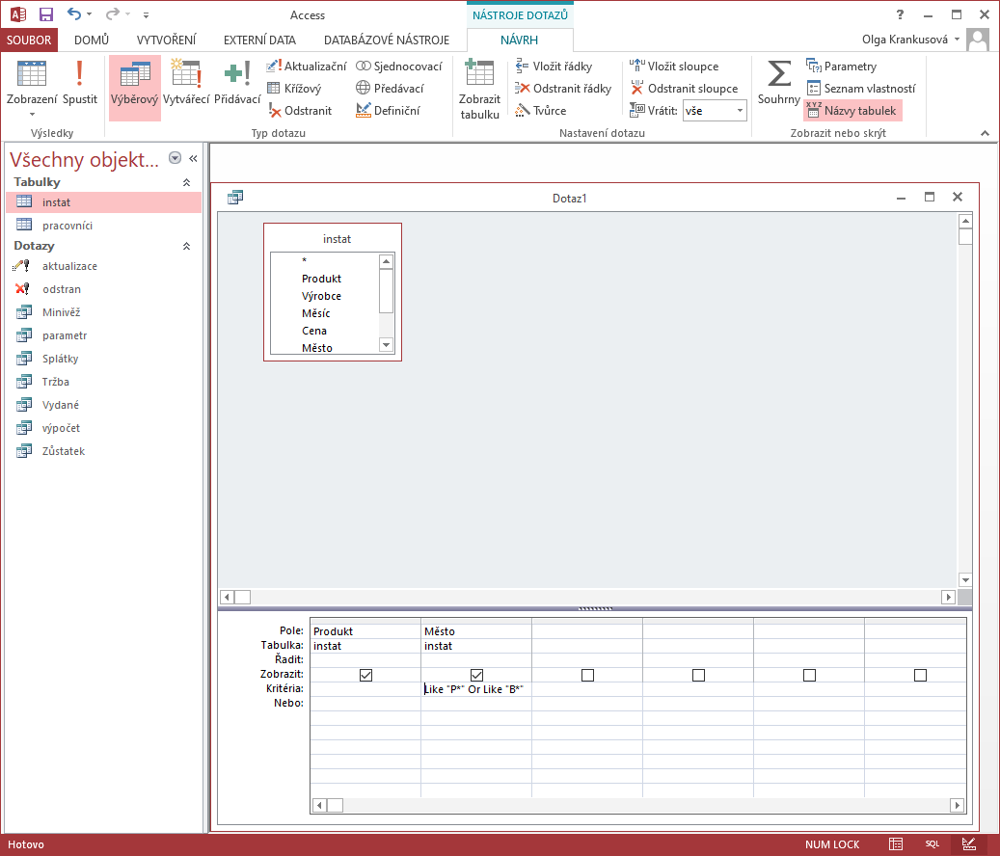 Access
NÁSTROJE DOTAZŮ
?
SOUBOR
DOMŮ
VYTVOŘENÍ
EXTERNÍ DATA
DATABÁZOVÉ NÁSTROJE
NÁVRH
Olga Krankusová
Zobrazení
Spustit
Výsledky
Výběrový
Vytvářecí
Přidávací
Aktualizační
Křížový
Odstranit
Sjednocovací
Předávací
Definiční
Typ dotazu
Zobrazit
tabulku
Vložit řádky
Odstranit řádky
Tvůrce
Vložit sloupce
Odstranit sloupce
Vrátit: vše
Nastavení dotazu
Souhrny
Parametry
Seznam vlastností
Názvy tabulek
Zobrazit nebo skrýt
Všechny objekt...
Tabulky
instat
pracovníci
Dotazy
aktualizace
odstran
Minivěž
parametr
Splátky
Tržba
Vydané
výpočet
Zůstatek
Dotaz1
instat
*
Produkt
Výrobce
Měsíc
Cena
Město
Pole: Produkt Město
Tabulka: instat instat
Řadit:
Zobrazit:
Kritéria: Like "P*" Or Like "B*"
Nebo:
Hotovo
NUM LOCK
SQL